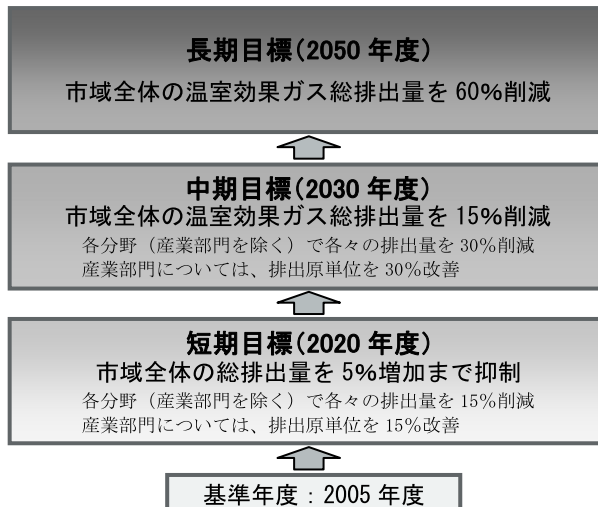 長期目標(2050 年度)
市域全体の温室効果ガス総排出量を 60%削減
中期目標(2030 年度)
市域全体の温室効果ガス総排出量を 15%削減
各分野（産業部門を除く）で各々の排出量を 30%削減
産業部門については、排出原単位を 30%改善
短期目標(2020 年度)
市域全体の総排出量を 5%増加まで抑制
各分野（産業部門を除く）で各々の排出量を 15%削減
産業部門については、排出原単位を 15%改善
基準年度：2005 年度